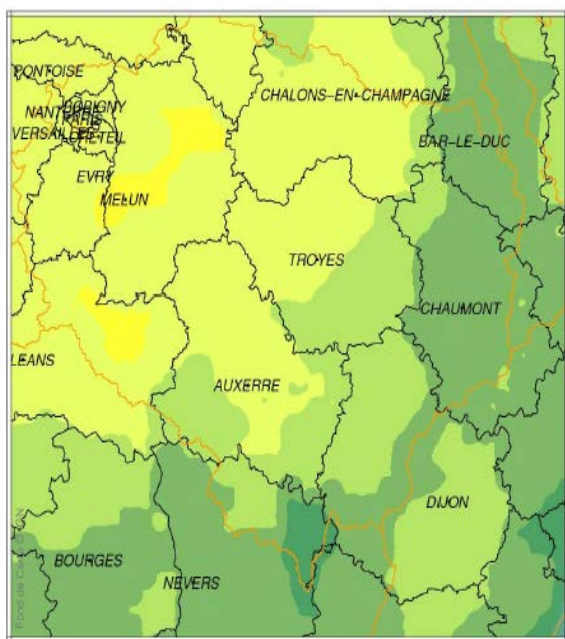 PONTOISE
BOBIGNY
NANTERRE
PARIS
VERSAILLES
CRETEIL
CHALONS-EN-CHAMPAGNE
BAR-LE-DUC
EVRY
MELUN
TROYES
CHAUMONT
LEANS
AUXERRE
DIJON
BOURGES
NEVERS